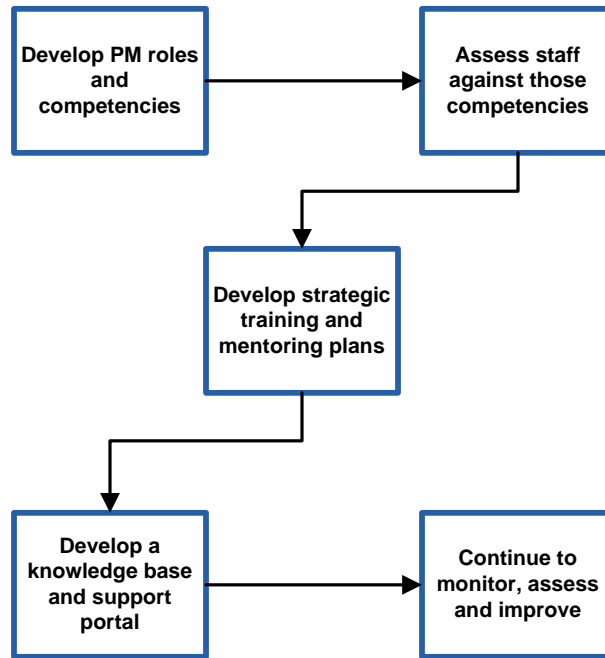 Develop PM roles
and
competencies
Assess staff
against those
competencies
Develop strategic
training and
mentoring plans
Develop a
knowledge base
and support
portal
Continue to
monitor, assess
and improve